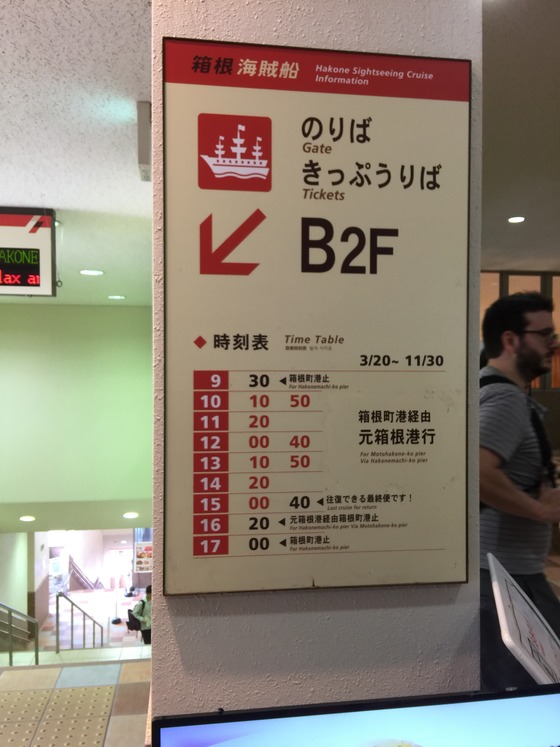 箱根 海賊船 Hakone Sightseeing Cruise
Information
のりば
Gate
きっぷうりば
Tickets
B2F
AKONE
lax a
時刻表 Time Table
3/20~ 11/30
9 30 ◀箱根町港止
For Hakonemachi-ko pier
10 10 50
11 20
12 00 40
13 10 50
14 20
15 00 40 ◀往復できる最終便です!
Last cruise for return
16 20 ◀元箱根港経由箱根町港止
For Hakonemachi-ko pier Via Motohakone-ko pier
17 00 ◀箱根町港止
For Hakonemachi-ko pier
箱根町港経由
元箱根港行
For Motohakone-ko pier
Via Hakonemachi-ko pier